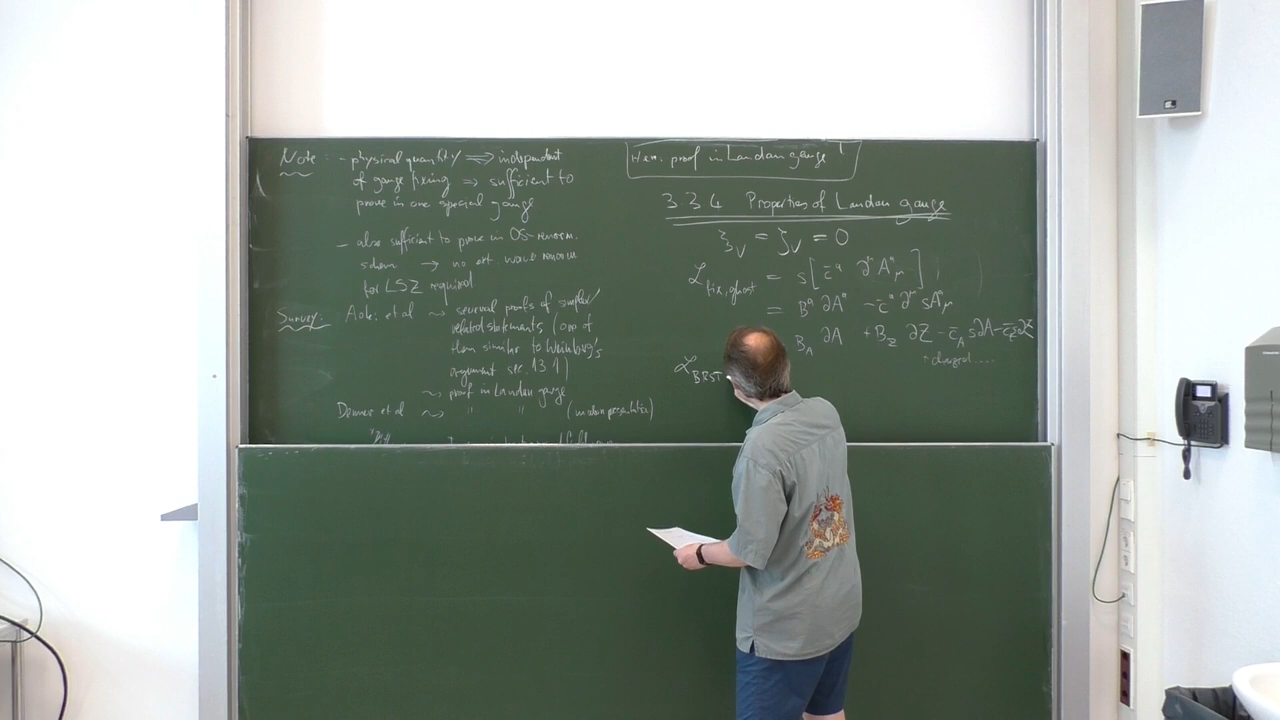 Note : - physical quantity ⟹ independent
of gauge fixing ⇒ sufficient to
prove in one special gauge
- also sufficient to prove in OS-renorm.
schem → no ext wave renorm
for LSZ required
Survey: Aoki et al ⇝ several proofs of simpler/
related statements (one of
them similar to Weinberg's
argument sec. 13 1)
⇝ proof in Landau gauge
et al ⇝ " " (modern presentation)
Here: proof in Landau gauge !
3 3 4 Properties of Landau gauge
ξ_V = ζ_V = 0
ℒ_fix,ghost = s[ c̄^a ∂^μ A^a_μ ]
= B^a ∂A^a - c̄^a ∂^μ sA^a_μ
B_A ∂A + B_Z ∂Z - c̄_A s∂A - c̄_Z s∂Z
+ charged....
ℒ_BRST